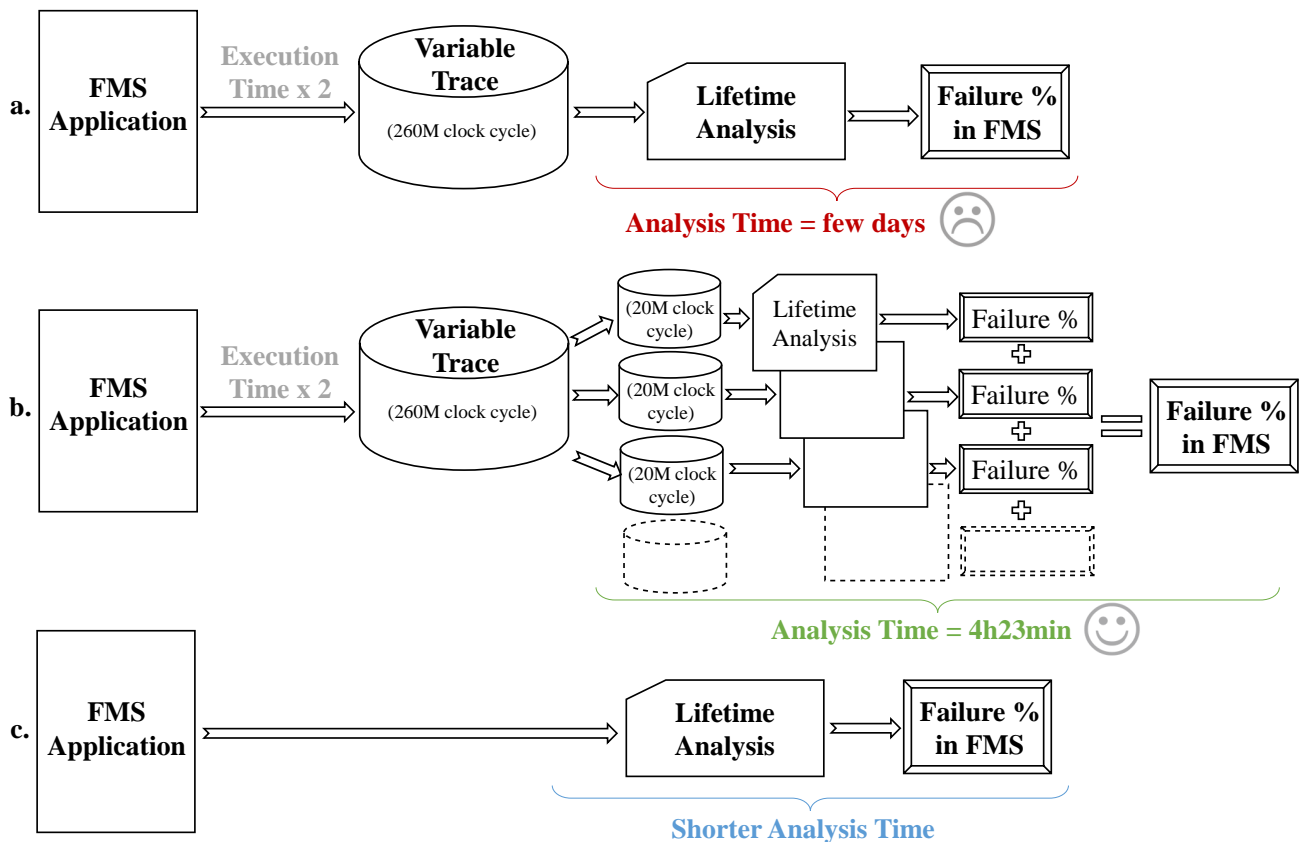 a.
FMS
Application
Execution
Time x 2
Variable
Trace
(260M clock cycle)
Lifetime
Analysis
Failure %
in FMS
Analysis Time = few days
b.
FMS
Application
Execution
Time x 2
Variable
Trace
(260M clock cycle)
(20M clock
cycle)
(20M clock
cycle)
(20M clock
cycle)
Lifetime
Analysis
Failure %
Failure %
Failure %
Failure %
in FMS
Analysis Time = 4h23min
c.
FMS
Application
Lifetime
Analysis
Failure %
in FMS
Shorter Analysis Time